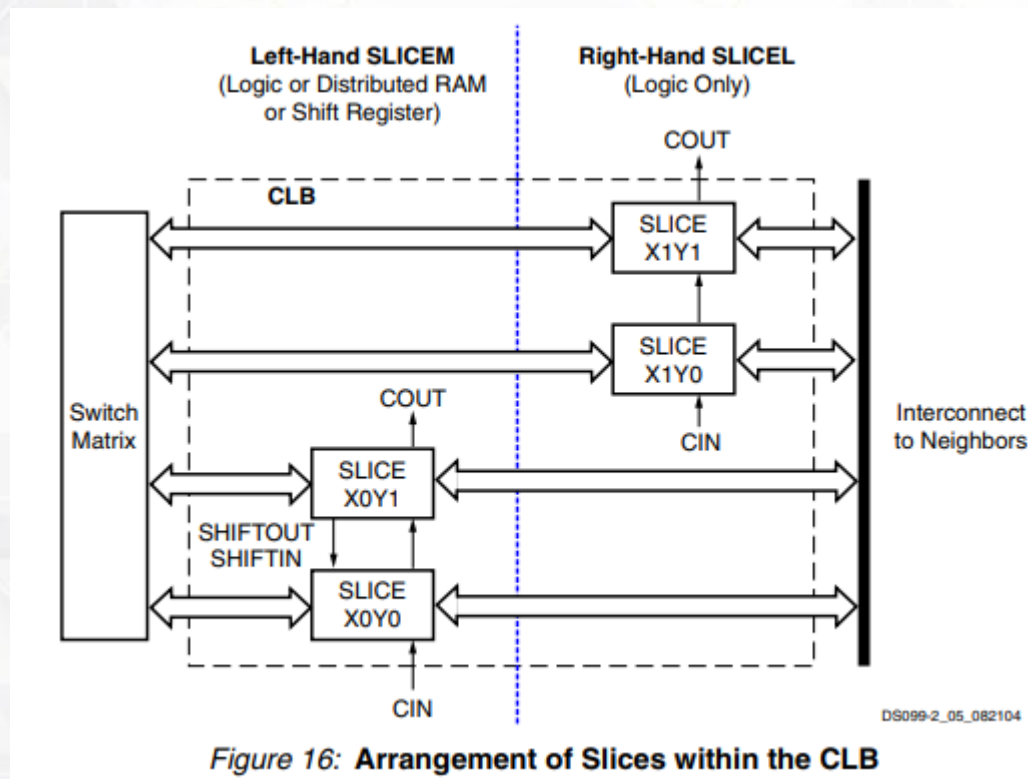 Left-Hand SLICEM
(Logic or Distributed RAM
or Shift Register)
Right-Hand SLICEL
(Logic Only)
COUT
CLB
SLICE
X1Y1
SLICE
X1Y0
Switch
Matrix
COUT
CIN
Interconnect
to Neighbors
SLICE
X0Y1
SHIFTOUT
SHIFTIN
SLICE
X0Y0
CIN
DS099-2_05_082104
Figure 16: Arrangement of Slices within the CLB